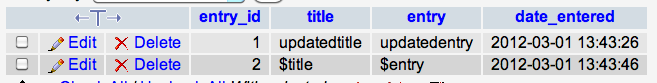 entry_id title entry date_entered
Edit Delete 1 updatedtitle updatedentry 2012-03-01 13:43:26
Edit Delete 2 $title $entry 2012-03-01 13:43:46